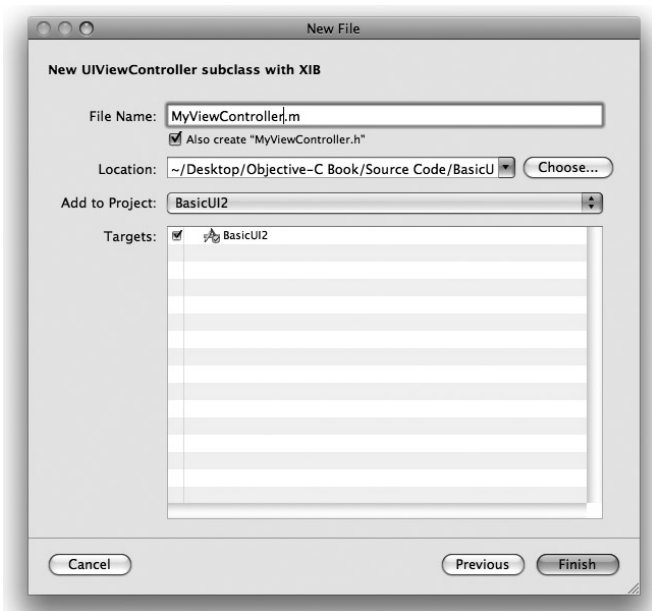 New File
New UIViewController subclass with XIB
File Name: MyViewController.m
Also create "MyViewController.h"
Location: ~/Desktop/Objective-C Book/Source Code/BasicU Choose...
Add to Project: BasicUI2
Targets: BasicUI2
Cancel Previous Finish